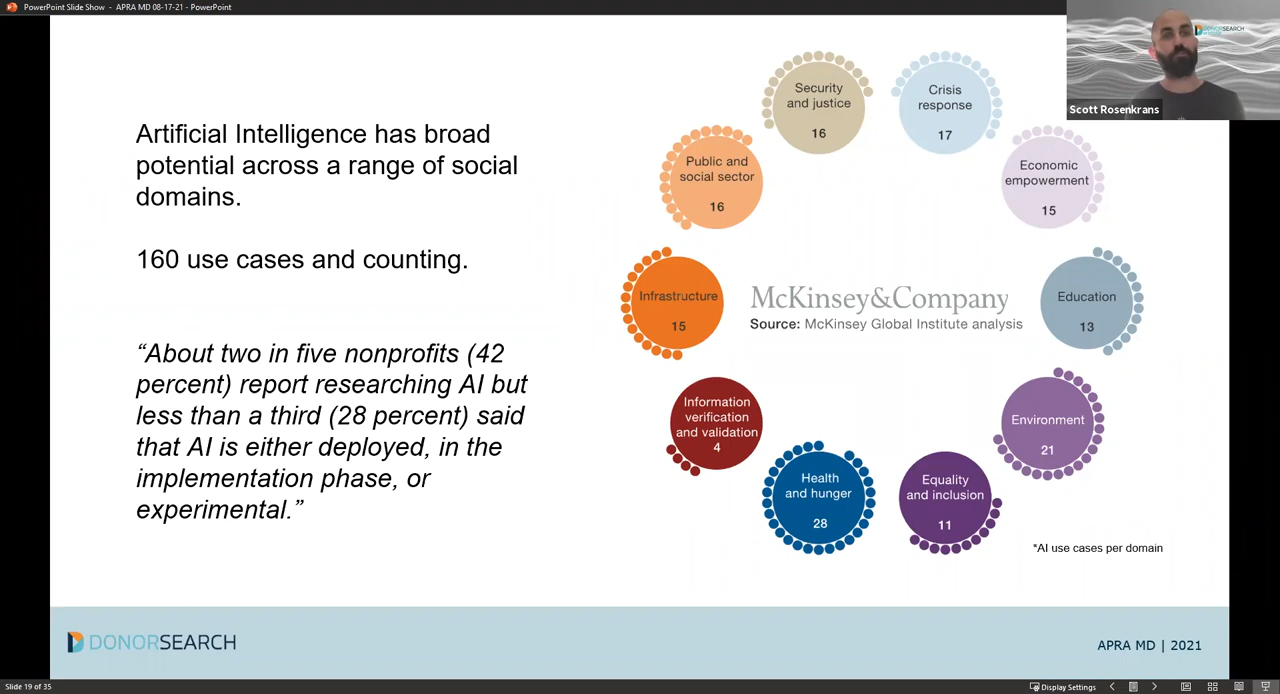 PowerPoint Slide Show - APRA MD 08-17-21 - PowerPoint
DONORSEARCH
Scott Rosenkrans
Artificial Intelligence has broad
potential across a range of social
domains.
160 use cases and counting.
“About two in five nonprofits (42
percent) report researching AI but
less than a third (28 percent) said
that AI is either deployed, in the
implementation phase, or
experimental.”
Security
and justice
16
Crisis
response
17
Public and
social sector
16
Economic
empowerment
15
Infrastructure
15
McKinsey&Company
Source: McKinsey Global Institute analysis
Education
13
Information
verification
and validation
4
Environment
21
Health
and hunger
28
Equality
and inclusion
11
*AI use cases per domain
DONORSEARCH
APRA MD | 2021
Slide 19 of 35
Display Settings